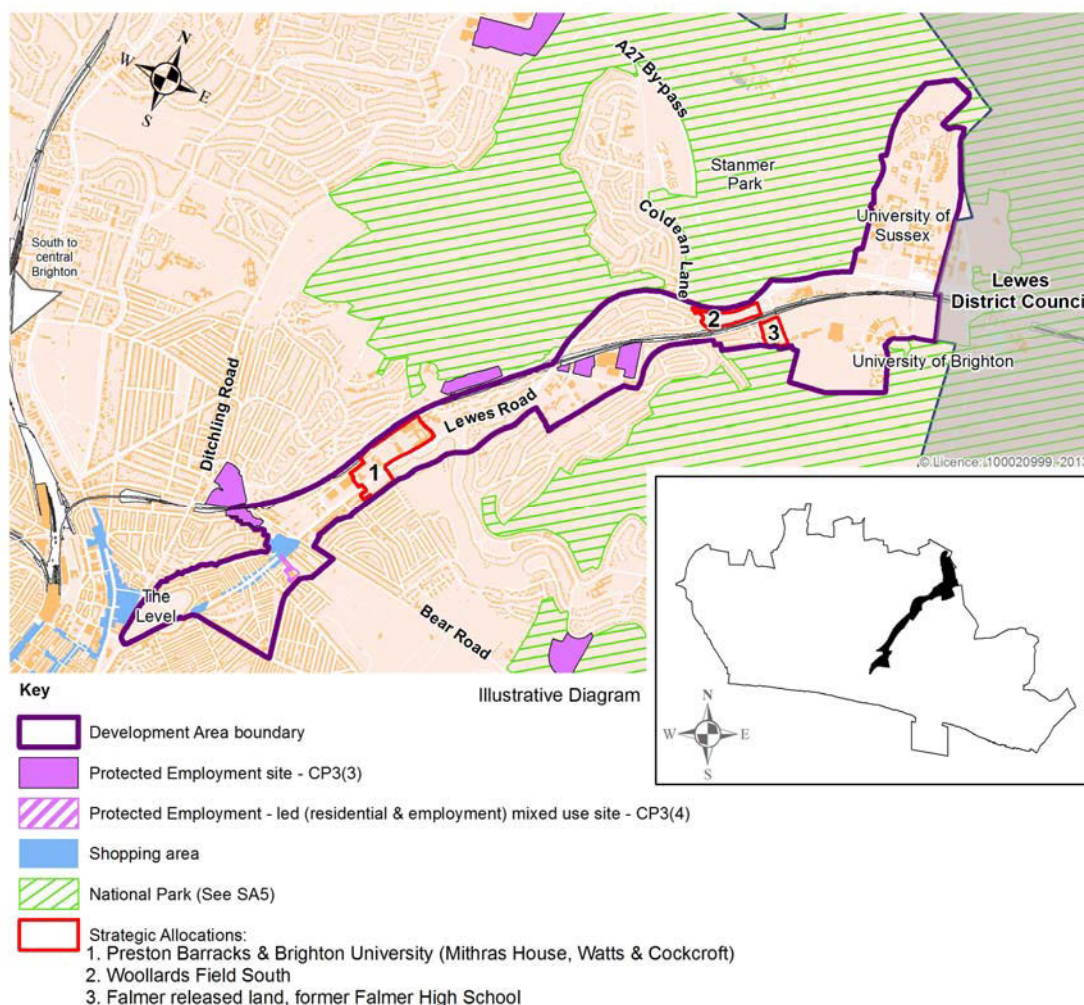 N
W
E
S
A27 By-pass
Stanmer
Park
Coldean Lane
University of
Sussex
South to
central
Brighton
Lewes
District Council
2
3
University of Brighton
Ditchling Road
Lewes Road
1
© Licence: 100020999, 2013
The
Level
Bear Road
Key
Illustrative Diagram
N
W
E
S
Development Area boundary
Protected Employment site - CP3(3)
Protected Employment - led (residential & employment) mixed use site - CP3(4)
Shopping area
National Park (See SA5)
Strategic Allocations:
1. Preston Barracks & Brighton University (Mithras House, Watts & Cockcroft)
2. Woollards Field South
3. Falmer released land, former Falmer High School